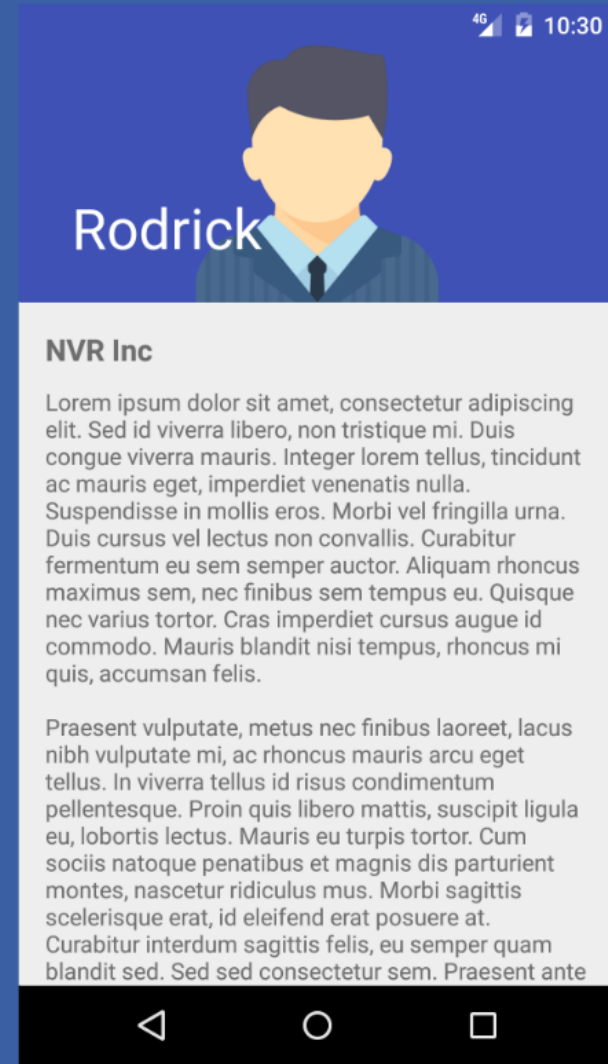 4G 10:30
Rodrick
NVR Inc
Lorem ipsum dolor sit amet, consectetur adipiscing
elit. Sed id viverra libero, non tristique mi. Duis
congue viverra mauris. Integer lorem tellus, tincidunt
ac mauris eget, imperdiet venenatis nulla.
Suspendisse in mollis eros. Morbi vel fringilla urna.
Duis cursus vel lectus non convallis. Curabitur
fermentum eu sem semper auctor. Aliquam rhoncus
maximus sem, nec finibus sem tempus eu. Quisque
nec varius tortor. Cras imperdiet cursus augue id
commodo. Mauris blandit nisi tempus, rhoncus mi
quis, accumsan felis.
Praesent vulputate, metus nec finibus laoreet, lacus
nibh vulputate mi, ac rhoncus mauris arcu eget
tellus. In viverra tellus id risus condimentum
pellentesque. Proin quis libero mattis, suscipit ligula
eu, lobortis lectus. Mauris eu turpis tortor. Cum
sociis natoque penatibus et magnis dis parturient
montes, nascetur ridiculus mus. Morbi sagittis
scelerisque erat, id eleifend erat posuere at.
Curabitur interdum sagittis felis, eu semper quam
blandit sed. Sed sed consectetur sem. Praesent ante